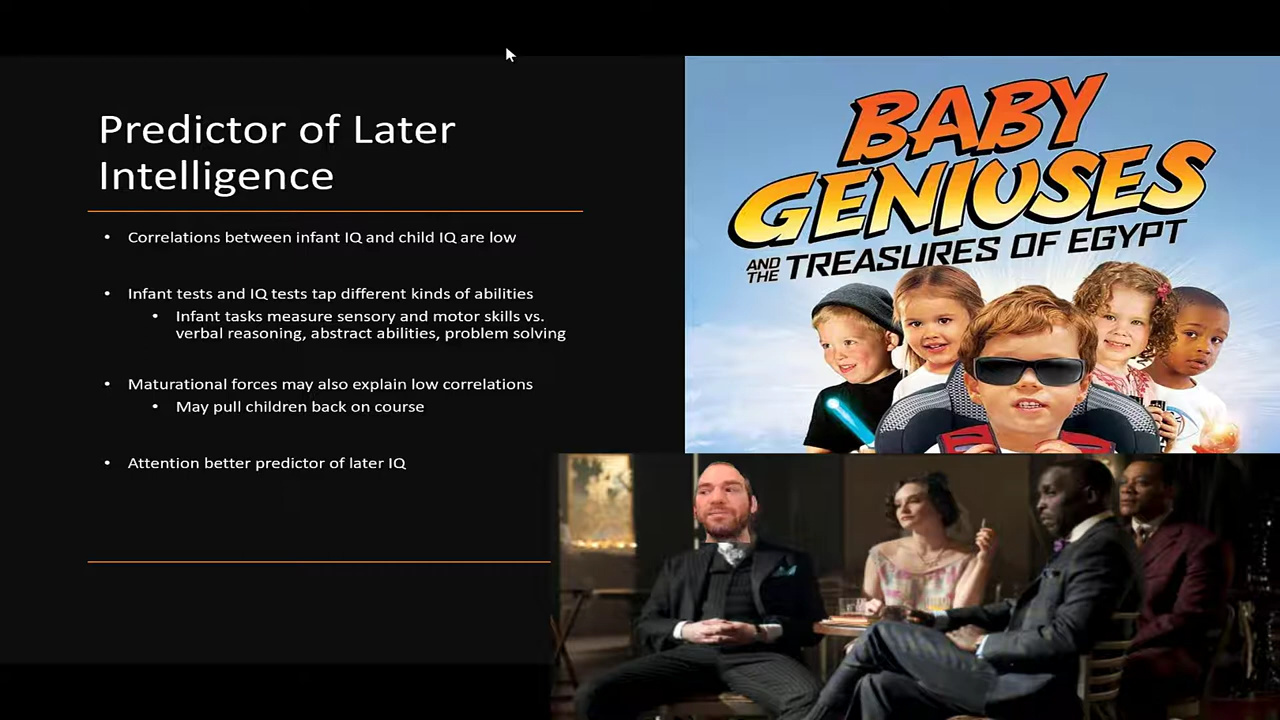 Predictor of Later
Intelligence
• Correlations between infant IQ and child IQ are low
• Infant tests and IQ tests tap different kinds of abilities
• Infant tasks measure sensory and motor skills vs.
verbal reasoning, abstract abilities, problem solving
• Maturational forces may also explain low correlations
• May pull children back on course
• Attention better predictor of later IQ
BABY
GENIUSES
AND THE TREASURES OF EGYPT